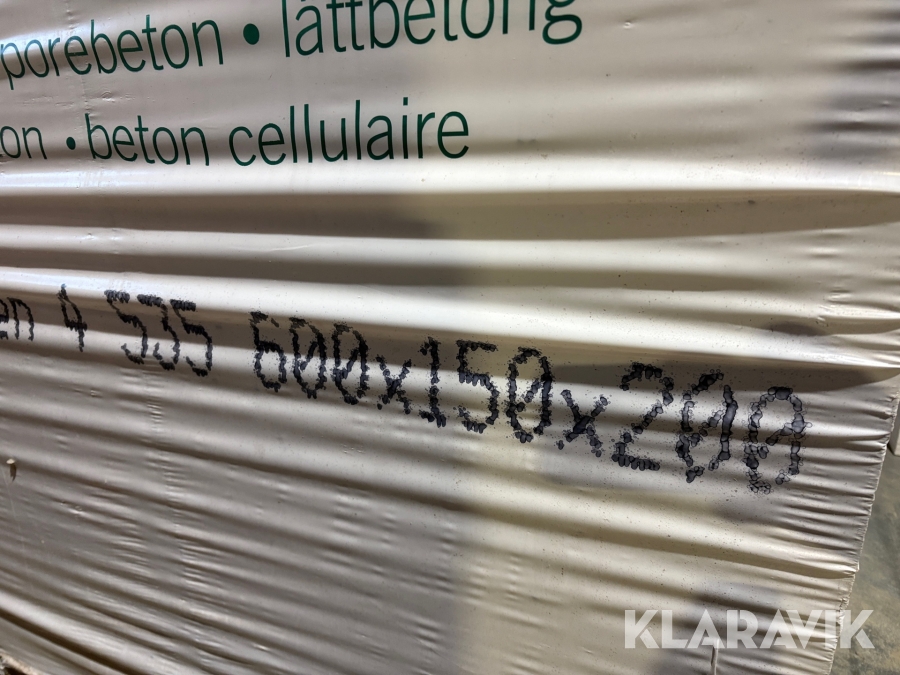 porebeton • lättbetong
on • beton cellulaire
en 4 535 600x150x200
KLARAVIK